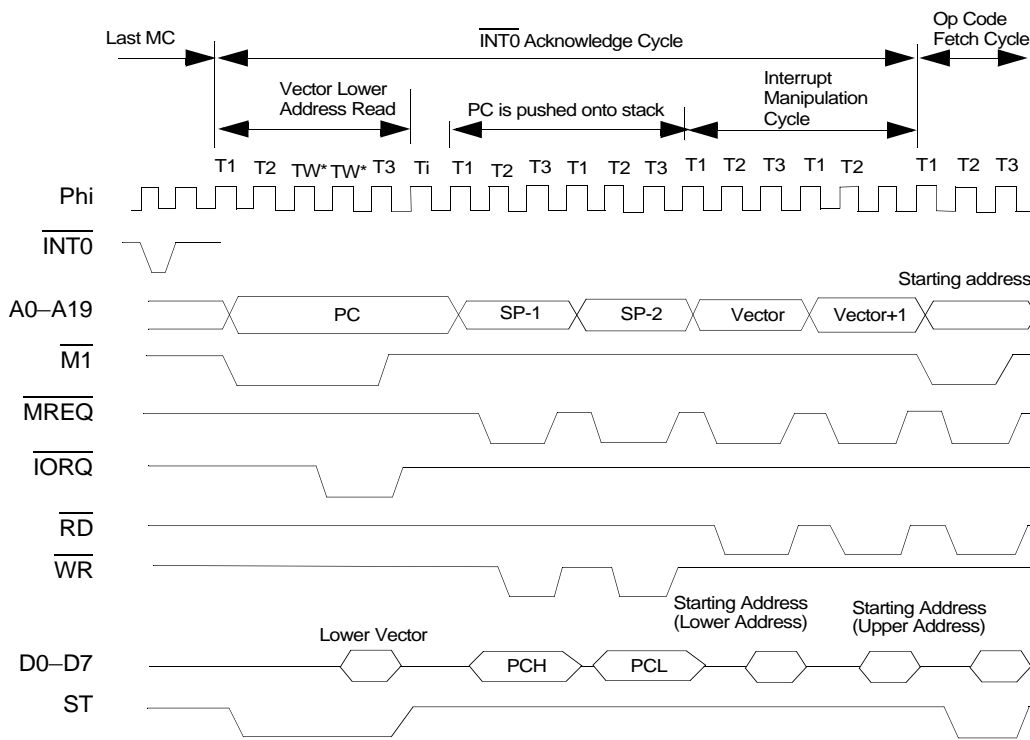 Last MC
INT0 Acknowledge Cycle
Op Code
Fetch Cycle
Vector Lower
Address Read
PC is pushed onto stack
Interrupt
Manipulation
Cycle
T1 T2 TW* TW* T3 Ti T1 T2 T3 T1 T2 T3 T1 T2 T3 T1 T2 T1 T2 T3
Phi
INT0
Starting address
A0–A19 PC SP-1 SP-2 Vector Vector+1
M1
MREQ
IORQ
RD
WR
Starting Address
(Lower Address)
Starting Address
(Upper Address)
Lower Vector
D0–D7 PCH PCL
ST